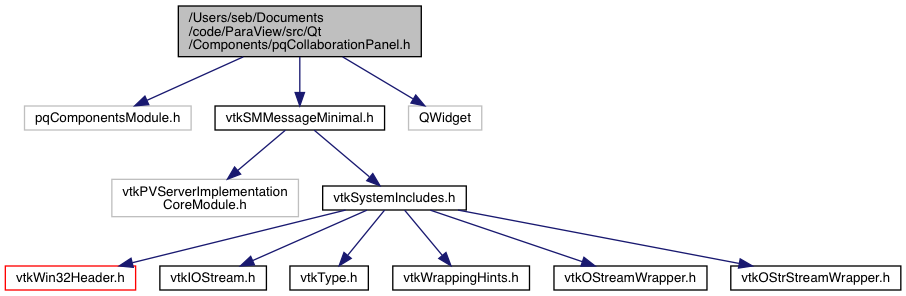 /Users/seb/Documents
/code/ParaView/src/Qt
/Components/pqCollaborationPanel.h
pqComponentsModule.h
vtkSMMessageMinimal.h
QWidget
vtkPVServerImplementation
CoreModule.h
vtkSystemIncludes.h
vtkWin32Header.h
vtkIOStream.h
vtkType.h
vtkWrappingHints.h
vtkOStreamWrapper.h
vtkOStrStreamWrapper.h